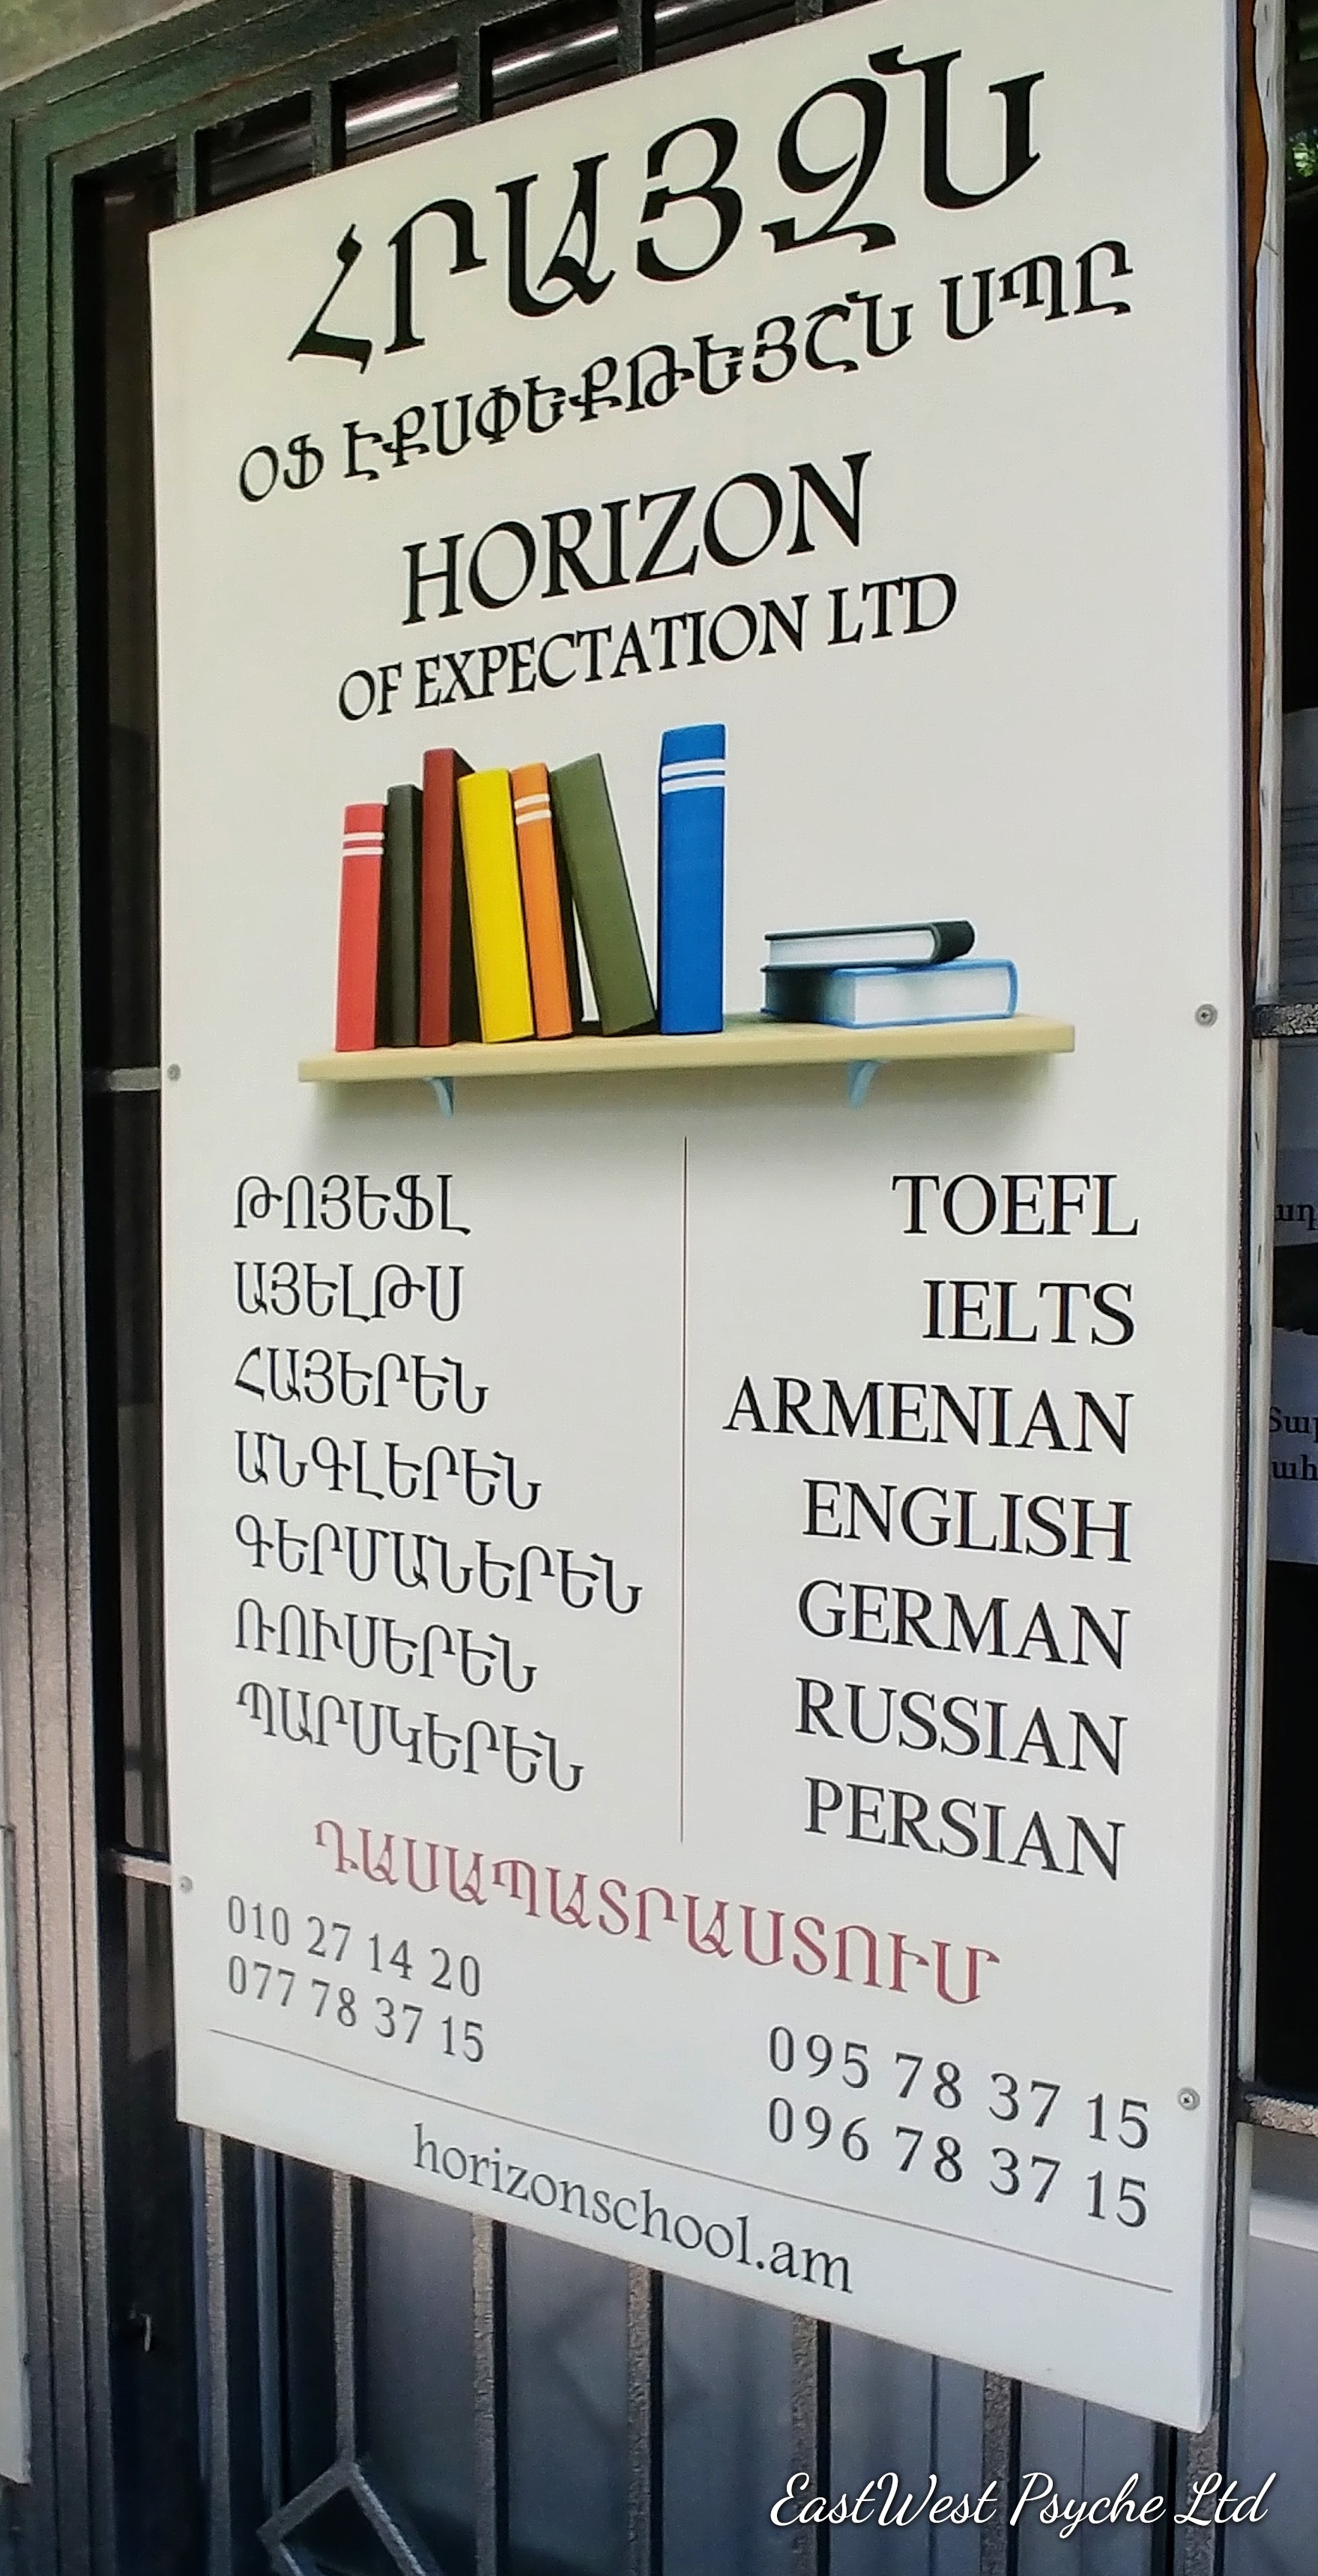 ՀՐԱՅԶՆ
ՕՖ ԷՔՍՓԵՔԹԵՅՇՆ ՍՊԸ
HORIZON
OF EXPECTATION LTD
ԹՈՅԵՖԼ
ԱՅԵԼԹՍ
ՀԱՅԵՐԵՆ
ԱՆԳԼԵՐԵՆ
ԳԵՐՄԱՆԵՐԵՆ
ՌՈՒՍԵՐԵՆ
ՊԱՐՍԿԵՐԵՆ
TOEFL
IELTS
ARMENIAN
ENGLISH
GERMAN
RUSSIAN
PERSIAN
ԴԱՍԱՊԱՏՐԱՍՏՈՒՄ
010 27 14 20
077 78 37 15
095 78 37 15
096 78 37 15
horizonschool.am
EastWest Psyche Ltd